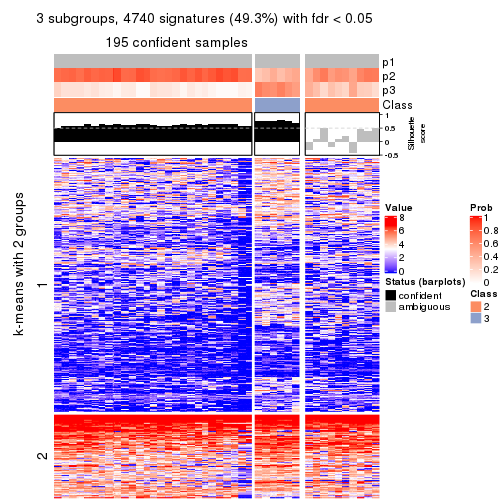 3 subgroups, 4740 signatures (49.3%) with fdr < 0.05
195 confident samples
p1
p2
p3
Class
1
0.5
0
-0.5
Silhouette
score
k-means with 2 groups
1
2
Value
8
6
4
2
0
Status (barplots)
confident
ambiguous
Prob
1
0.8
0.6
0.4
0.2
0
Class
2
3